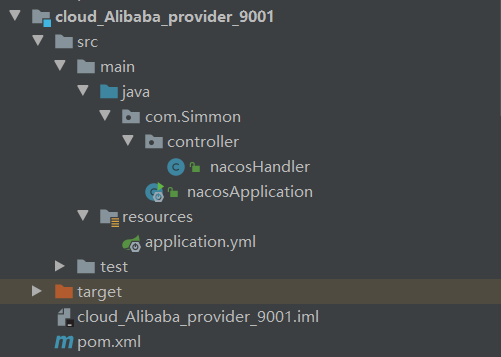 cloud_Alibaba_provider_9001
src
main
java
com.Simmon
controller
nacosHandler
nacosApplication
resources
application.yml
test
target
cloud_Alibaba_provider_9001.iml
pom.xml